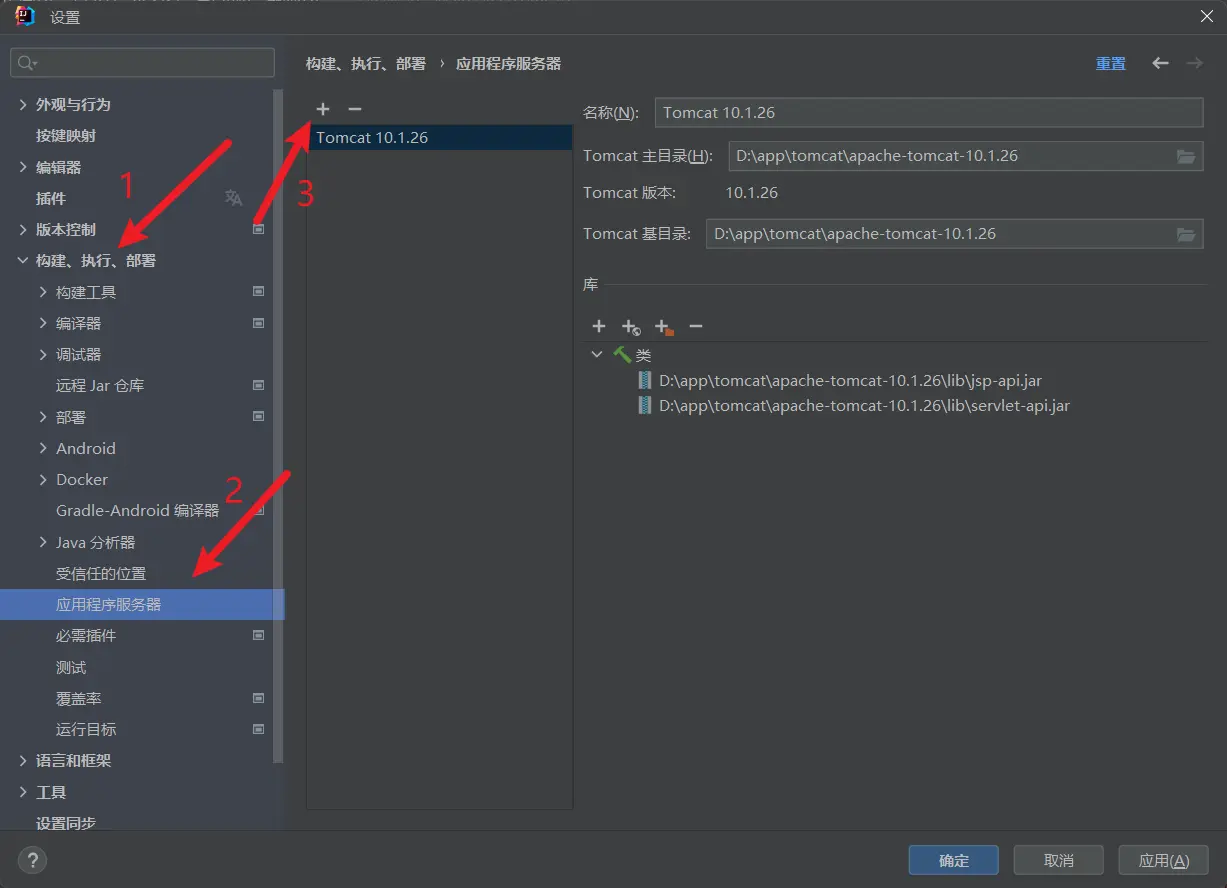 设置
外观与行为
按键映射
编辑器
插件
版本控制
构建、执行、部署
构建工具
编译器
调试器
远程 Jar 仓库
部署
Android
Docker
Gradle-Android 编译器
Java 分析器
受信任的位置
应用程序服务器
必需插件
测试
覆盖率
运行目标
语言和框架
工具
设置同步
1
2
3
构建、执行、部署 › 应用程序服务器
重置
Tomcat 10.1.26
名称(N): Tomcat 10.1.26
Tomcat 主目录(H): D:\app\tomcat\apache-tomcat-10.1.26
Tomcat 版本: 10.1.26
Tomcat 基目录: D:\app\tomcat\apache-tomcat-10.1.26
库
类
D:\app\tomcat\apache-tomcat-10.1.26\lib\jsp-api.jar
D:\app\tomcat\apache-tomcat-10.1.26\lib\servlet-api.jar
?
确定
取消
应用(A)